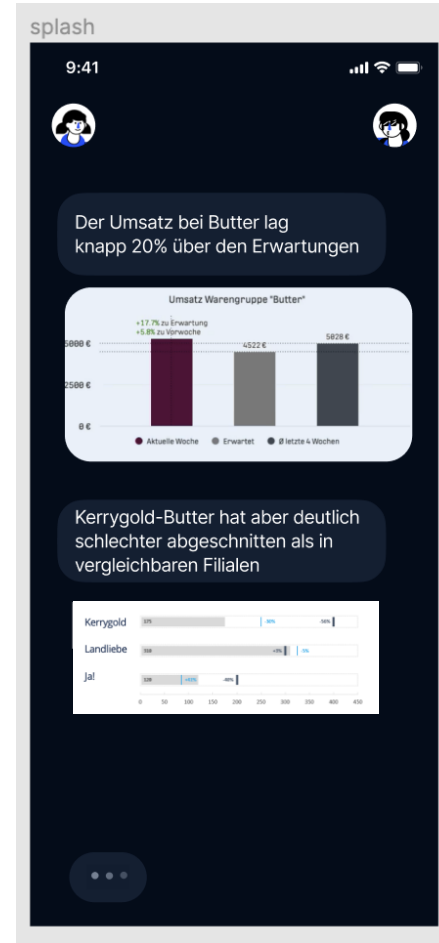 splash
9:41
Der Umsatz bei Butter lag
knapp 20% über den Erwartungen
Umsatz Warengruppe "Butter"
+17.7% zu Erwartung
+5.8% zu Vorwoche
5000 €
4522 €
5028 €
2500 €
0 €
Aktuelle Woche Erwartet Ø letzte 4 Wochen
Kerrygold-Butter hat aber deutlich
schlechter abgeschnitten als in
vergleichbaren Filialen
Kerrygold
Landliebe
Ja!
0 50 100 150 200 250 300 350 400 450